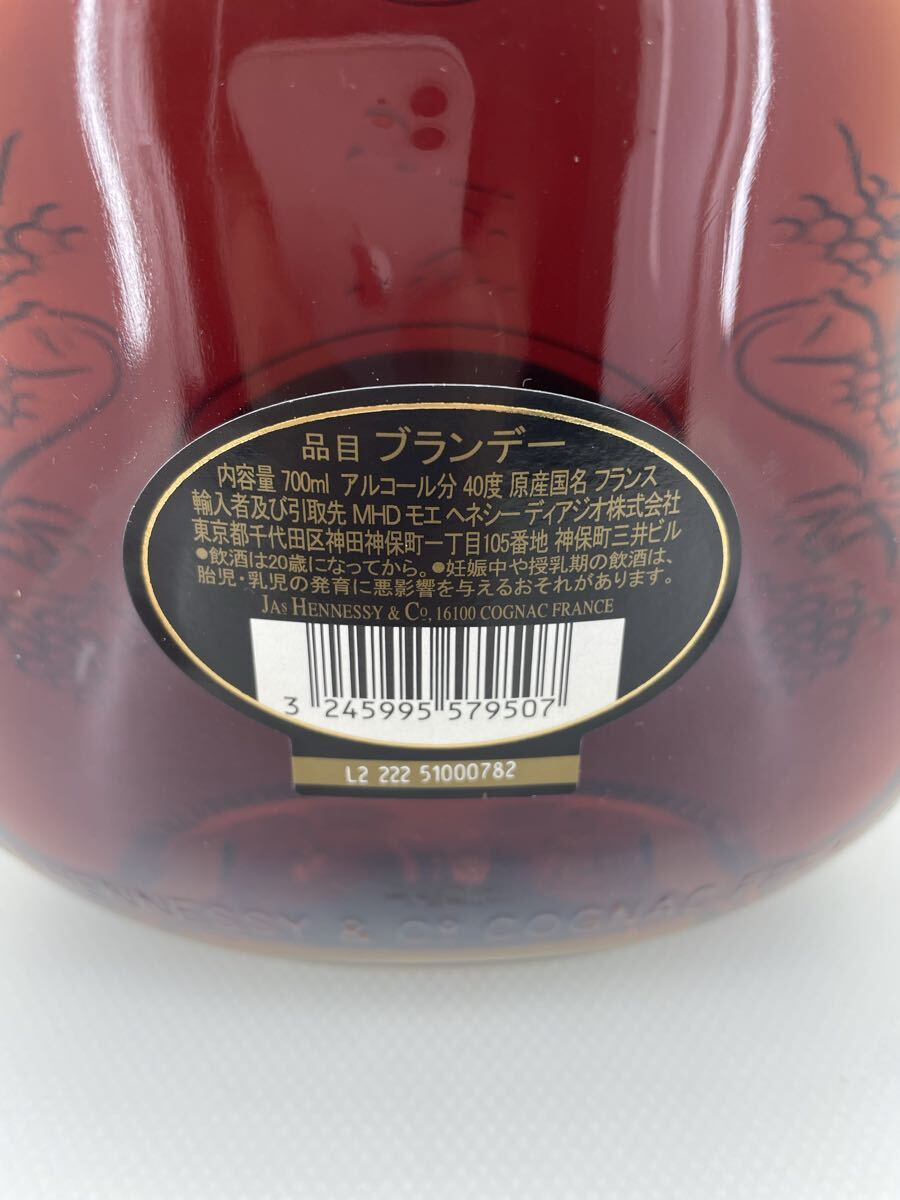 品目 ブランデー
内容量 700ml アルコール分 40度 原産国名 フランス
輸入者及び引取先 MHD モエ ヘネシー ディアジオ株式会社
東京都千代田区神田神保町一丁目105番地 神保町三井ビル
●飲酒は20歳になってから。●妊娠中や授乳期の飲酒は、
胎児・乳児の発育に悪影響を与えるおそれがあります。
JAS HENNESSY & CO, 16100 COGNAC FRANCE
3 245995 579507
L2 222 51000782
HENNESSY & Cº COGNAC